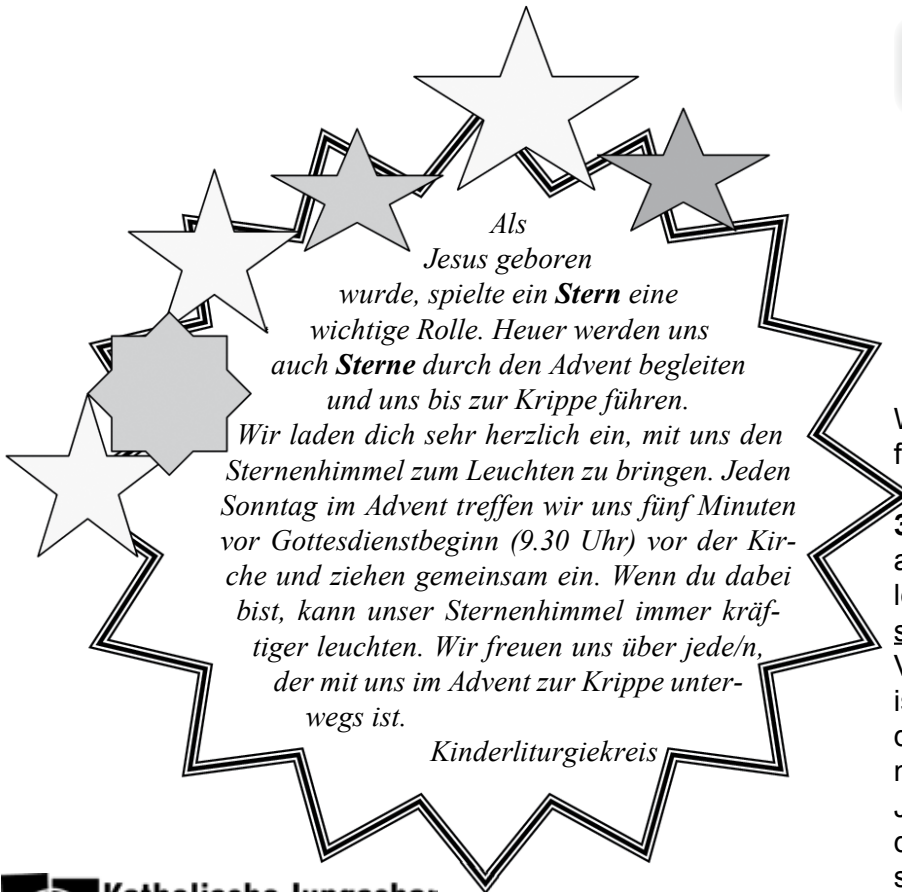 Als
Jesus geboren
wurde, spielte ein Stern eine
wichtige Rolle. Heuer werden uns
auch Sterne durch den Advent begleiten
und uns bis zur Krippe führen.
Wir laden dich sehr herzlich ein, mit uns den
Sternenhimmel zum Leuchten zu bringen. Jeden
Sonntag im Advent treffen wir uns fünf Minuten
vor Gottesdienstbeginn (9.30 Uhr) vor der Kir-
che und ziehen gemeinsam ein. Wenn du dabei
bist, kann unser Sternenhimmel immer kräf-
tiger leuchten. Wir freuen uns über jede/n,
der mit uns im Advent zur Krippe unter-
wegs ist.
Kinderliturgiekreis
Katholische Jungschar